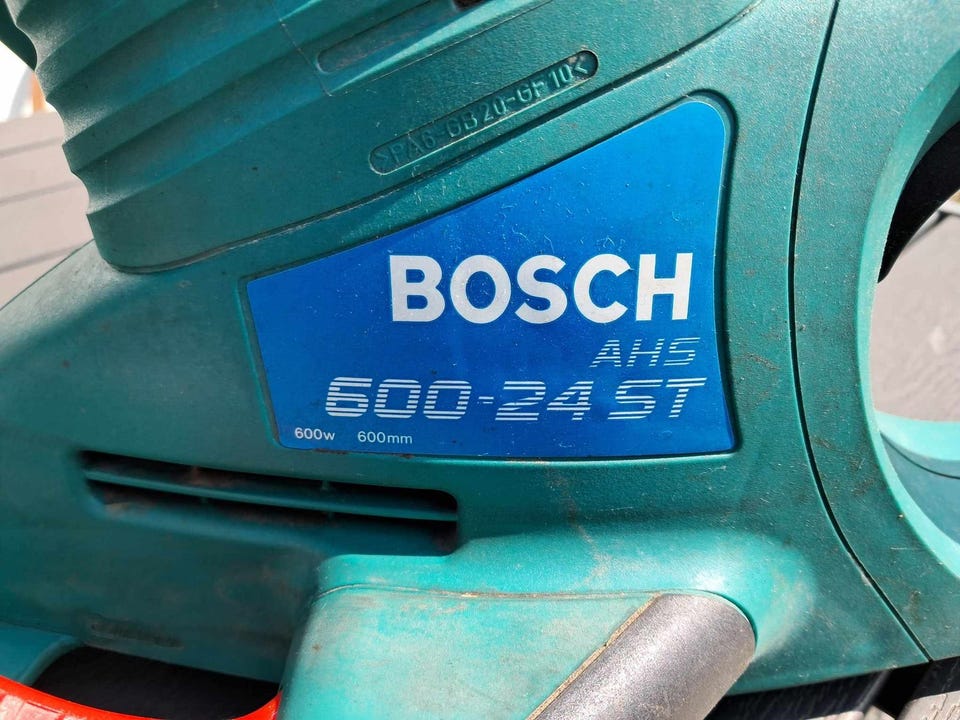 >PA6-GB20-GF10<
BOSCH
AHS
600-24 ST
600w 600mm